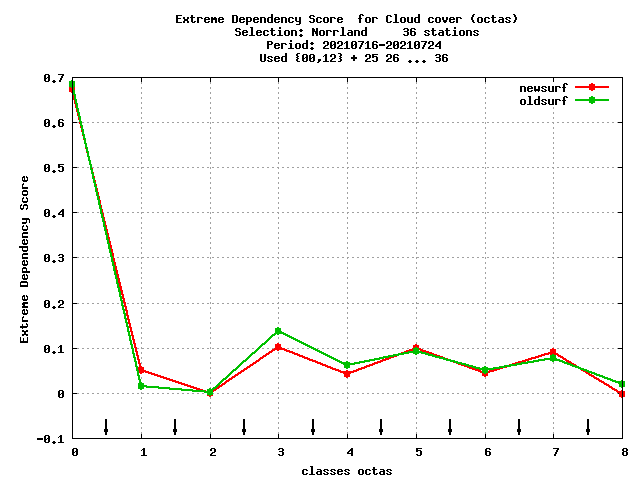 Extreme Dependency Score  for Cloud cover (octas)
Selection: Norrland     36 stations
Period: 20210716-20210724
Used {00,12} + 25 26 ... 36
newsurf
oldsurf
Extreme Dependency Score
0.7
0.6
0.5
0.4
0.3
0.2
0.1
0
-0.1
0 1 2 3 4 5 6 7 8
classes octas